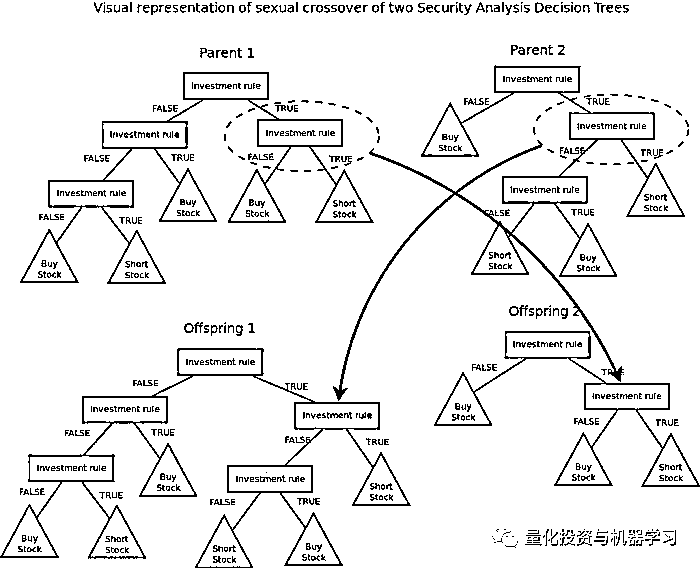 Visual representation of sexual crossover of two Security Analysis Decision Trees
Parent 1
Investment rule
FALSE
TRUE
Investment rule
Investment rule
FALSE
TRUE
FALSE
TRUE
Investment rule
Buy
Stock
Buy
Stock
Short
Stock
FALSE
TRUE
Buy
Stock
Short
Stock
Parent 2
Investment rule
FALSE
TRUE
Buy
Stock
Investment rule
FALSE
TRUE
Investment rule
Short
Stock
FALSE
TRUE
Short
Stock
Buy
Stock
Offspring 1
Investment rule
FALSE
TRUE
Investment rule
Investment rule
FALSE
TRUE
FALSE
TRUE
Investment rule
Buy
Stock
Investment rule
Short
Stock
FALSE
TRUE
FALSE
TRUE
Buy
Stock
Short
Stock
Short
Stock
Buy
Stock
Offspring 2
Investment rule
FALSE
TRUE
Buy
Stock
Investment rule
FALSE
TRUE
Buy
Stock
Short
Stock
量化投资与机器学习